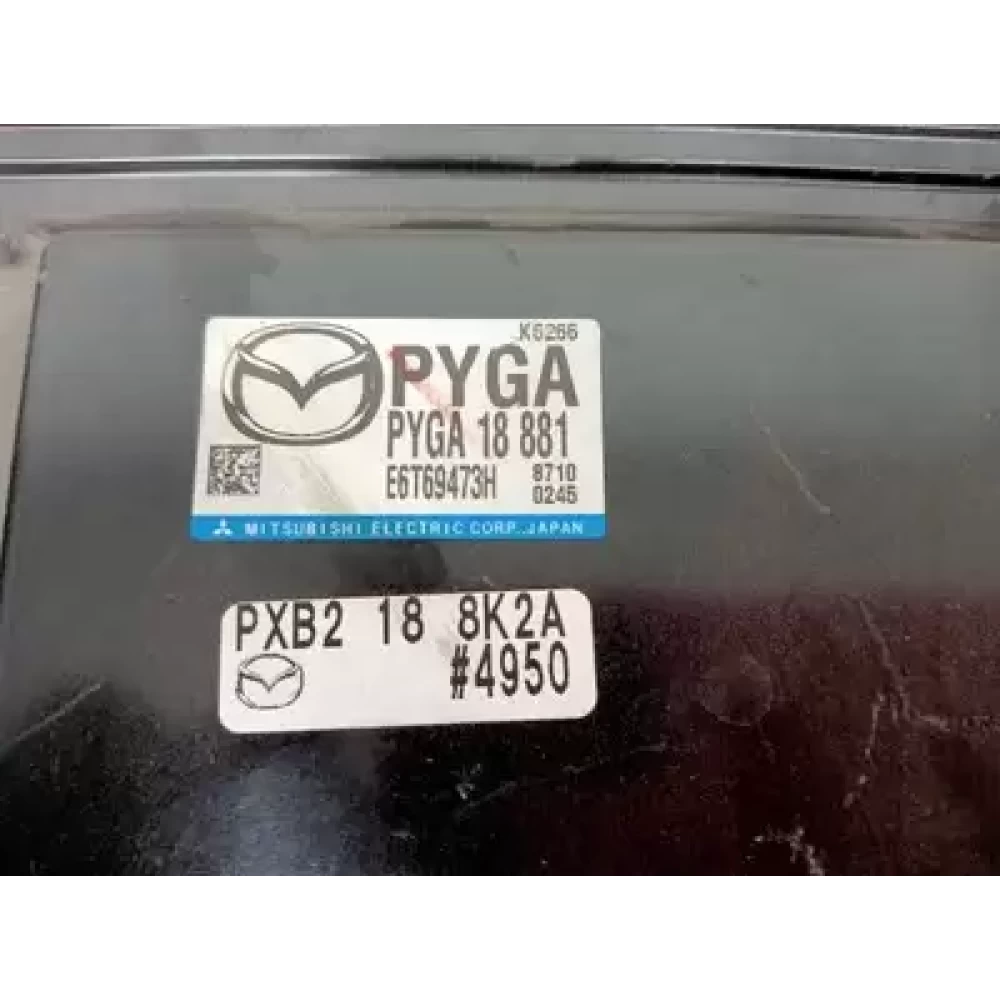 K6266
PYGA
PYGA 18 881
E6T69473H
8710
0245
MITSUBISHI ELECTRIC CORP. JAPAN
PXB2 18 8K2A
#4950